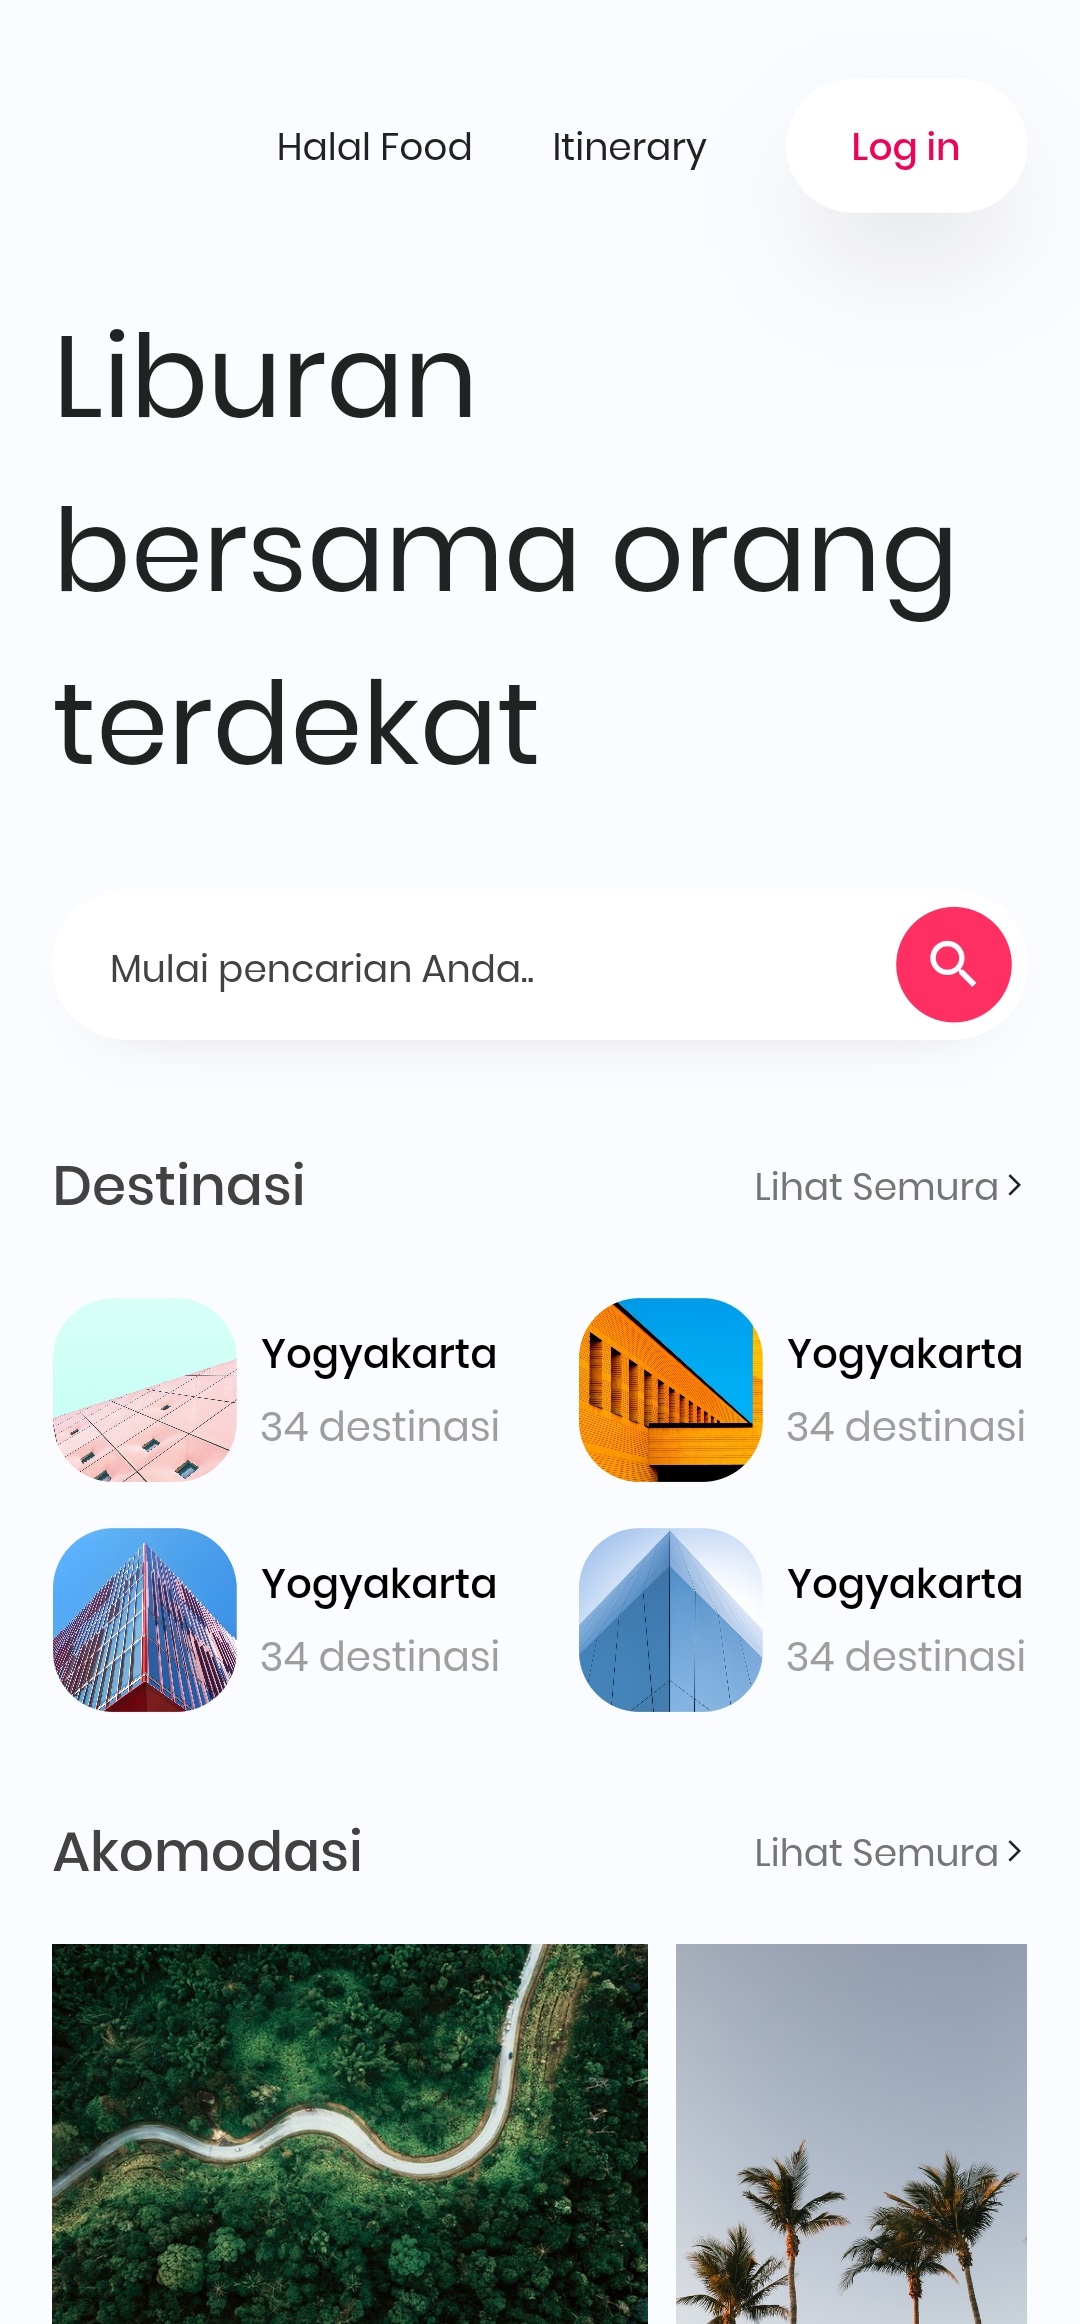 Halal Food Itinerary Log in
Liburan
bersama orang
terdekat
Mulai pencarian Anda..
Destinasi Lihat Semura
Yogyakarta Yogyakarta
34 destinasi 34 destinasi
Yogyakarta Yogyakarta
34 destinasi 34 destinasi
Akomodasi Lihat Semura